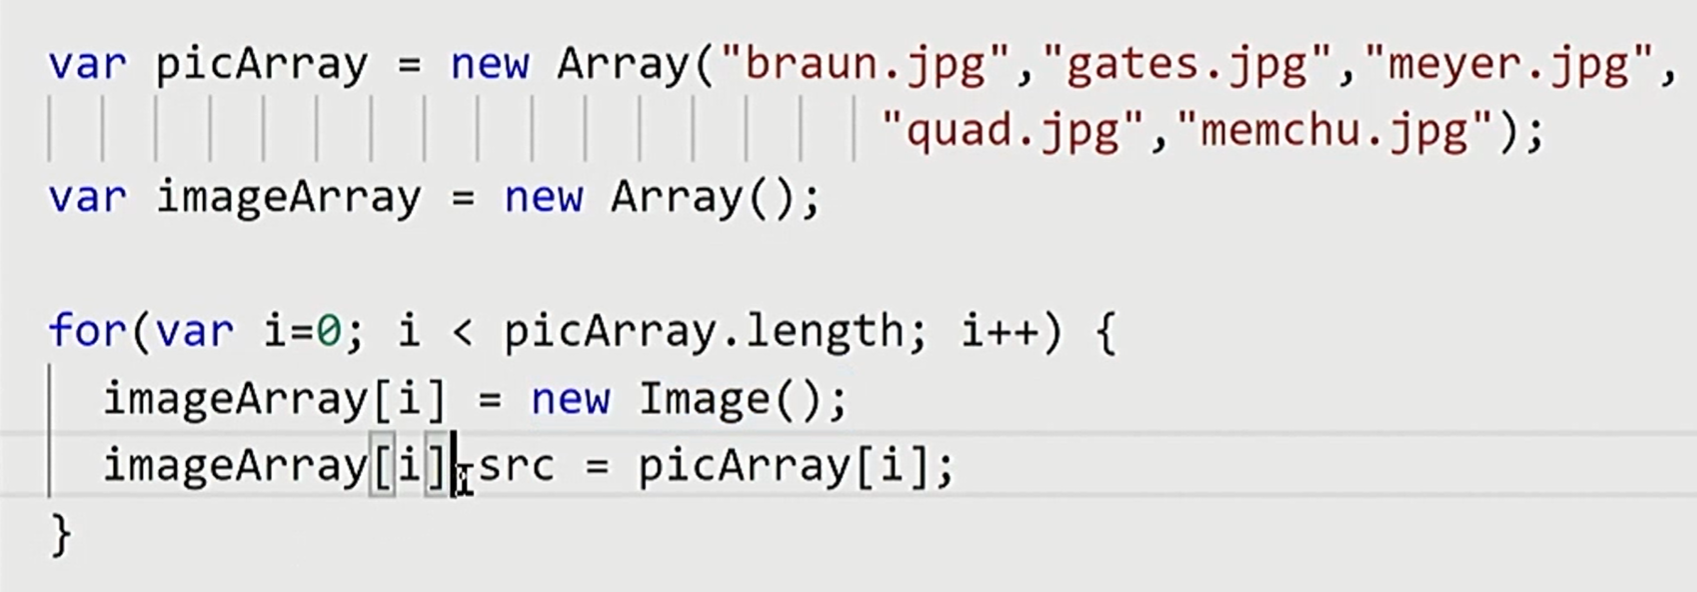 var picArray = new Array("braun.jpg","gates.jpg","meyer.jpg",
"quad.jpg","memchu.jpg");
var imageArray = new Array();
for(var i=0; i < picArray.length; i++) {
imageArray[i] = new Image();
imageArray[i].src = picArray[i];
}